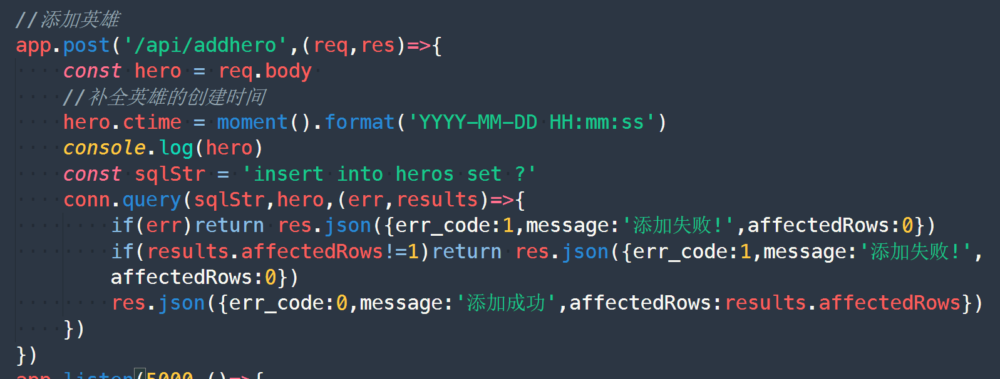 //添加英雄
app.post('/api/addhero',(req,res)=>{
const hero = req.body
//补全英雄的创建时间
hero.ctime = moment().format('YYYY-MM-DD HH:mm:ss')
console.log(hero)
const sqlStr = 'insert into heros set ?'
conn.query(sqlStr,hero,(err,results)=>{
if(err)return res.json({err_code:1,message:'添加失败!',affectedRows:0})
if(results.affectedRows!=1)return res.json({err_code:1,message:'添加失败!',
affectedRows:0})
res.json({err_code:0,message:'添加成功',affectedRows:results.affectedRows})
})
})
app.listen(5000,()=>{